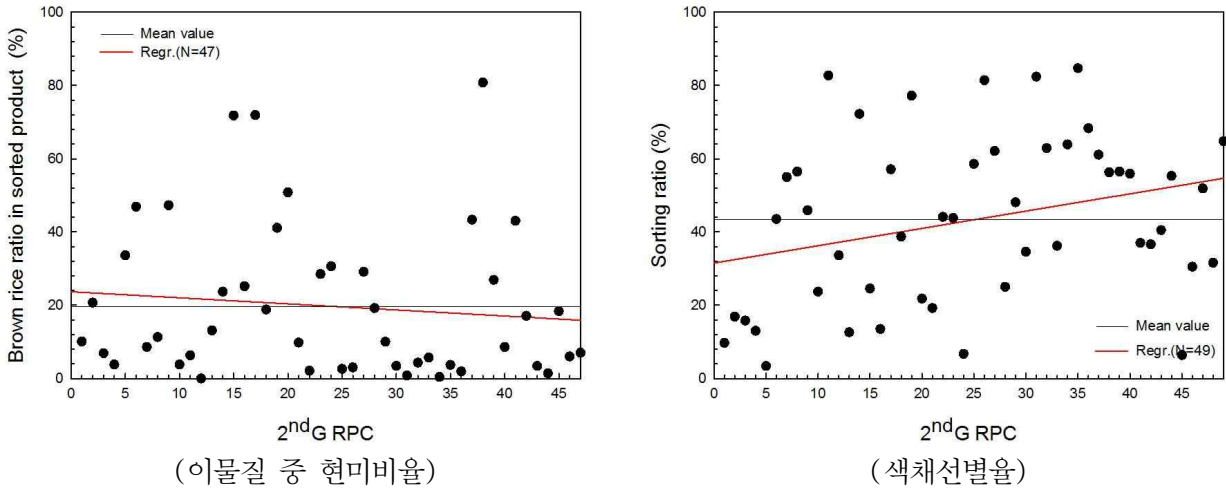 Brown rice ratio in sorted product (%)
100
80
60
40
20
0
Mean value
Regr.(N=47)
0 5 10 15 20 25 30 35 40 45
2ndG RPC
(이물질 중 현미비율)
Sorting ratio (%)
100
80
60
40
20
0
Mean value
Regr.(N=49)
0 5 10 15 20 25 30 35 40 45
2ndG RPC
(색채선별율)